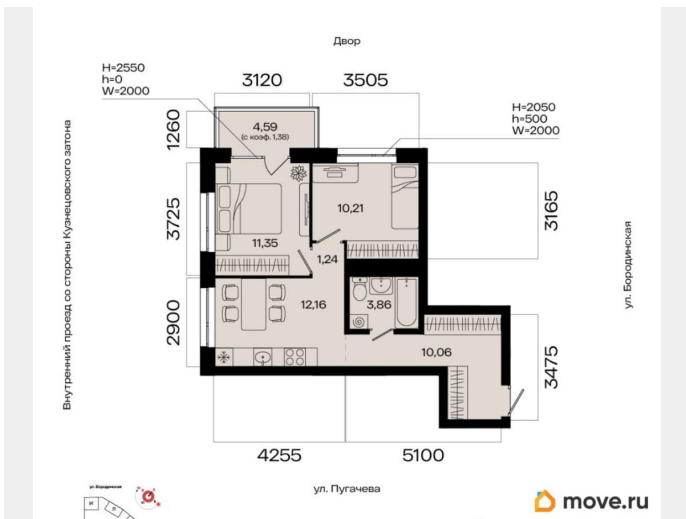 Двор
H=2550
h=0
W=2000
3120
3505
H=2050
h=500
W=2000
1260
4,59
(с коэф. 1,38)
Внутренний проезд со стороны Кузнецовского затона
3725
11,35
10,21
3165
ул. Бородинская
1,24
2900
12,16
3,86
10,06
3475
4255
5100
ул. Пугачева
ул. Бородинская
move.ru